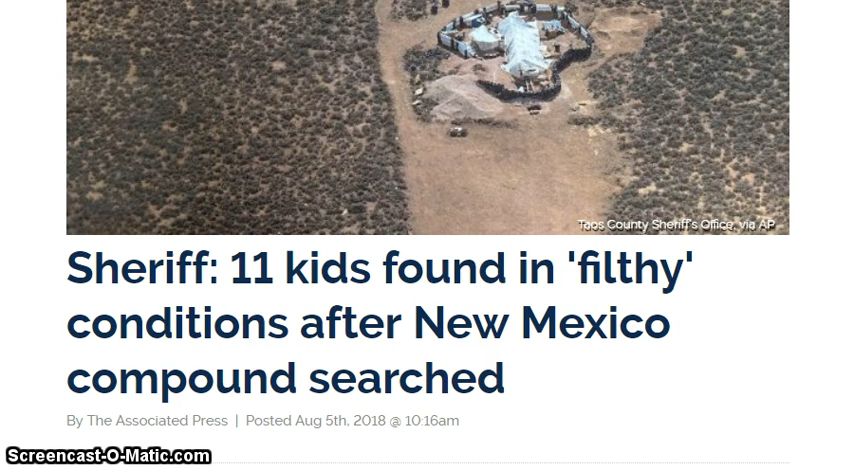 Taos County Sheriff's Office, via AP
Sheriff: 11 kids found in 'filthy'
conditions after New Mexico
compound searched
By The Associated Press | Posted Aug 5th, 2018 @ 10:16am
Screencast-O-Matic.com